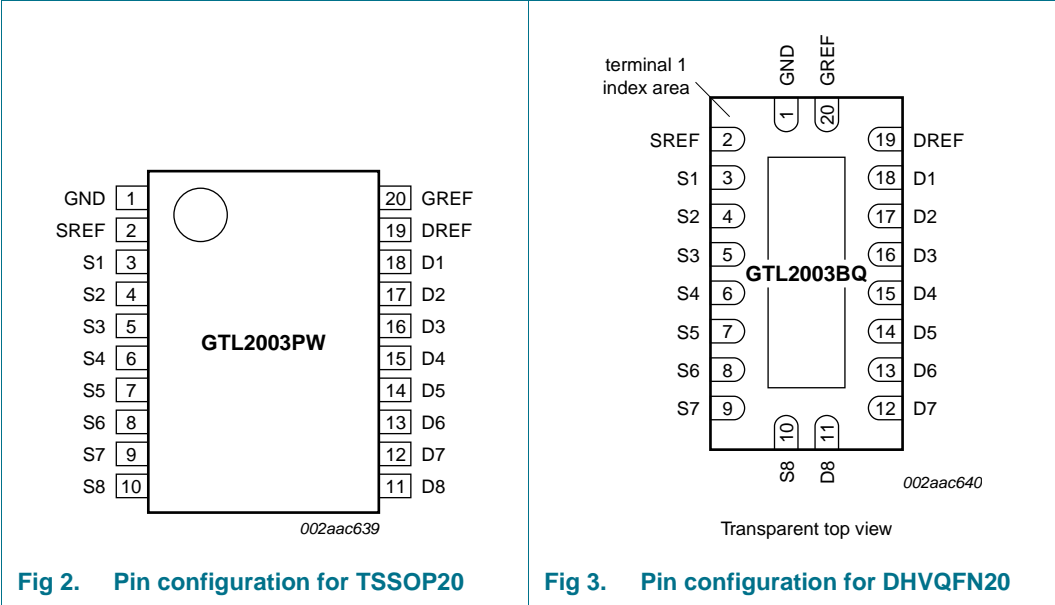 GND 1
SREF 2
S1 3
S2 4
S3 5
S4 6
S5 7
S6 8
S7 9
S8 10
GTL2003PW
20 GREF
19 DREF
18 D1
17 D2
16 D3
15 D4
14 D5
13 D6
12 D7
11 D8
002aac639
Fig 2. Pin configuration for TSSOP20
terminal 1
index area
GND
GREF
1
20
SREF 2
S1 3
S2 4
S3 5
S4 6
S5 7
S6 8
S7 9
GTL2003BQ
19 DREF
18 D1
17 D2
16 D3
15 D4
14 D5
13 D6
12 D7
10
11
S8
D8
002aac640
Transparent top view
Fig 3. Pin configuration for DHVQFN20